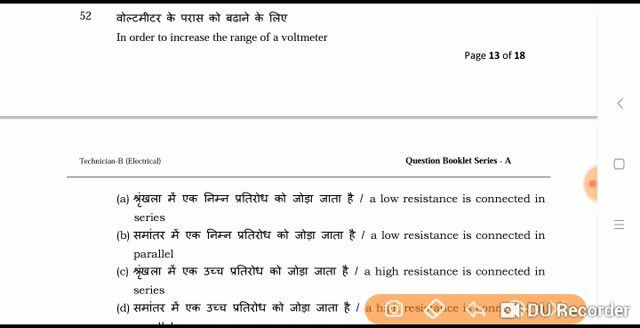 52 वोल्टमीटर के परास को बढाने के लिए
In order to increase the range of a voltmeter
Page 13 of 18
Technician-B (Electrical) Question Booklet Series - A
(a) श्रृंखला में एक निम्न प्रतिरोध को जोड़ा जाता है / a low resistance is connected in
series
(b) समांतर में एक निम्न प्रतिरोध को जोड़ा जाता है / a low resistance is connected in
parallel
(c) श्रृंखला में एक उच्च प्रतिरोध को जोड़ा जाता है / a high resistance is connected in
series
(d) समांतर में एक उच्च प्रतिरोध को जोड़ा जाता है / a high resistance is
DU Recorder